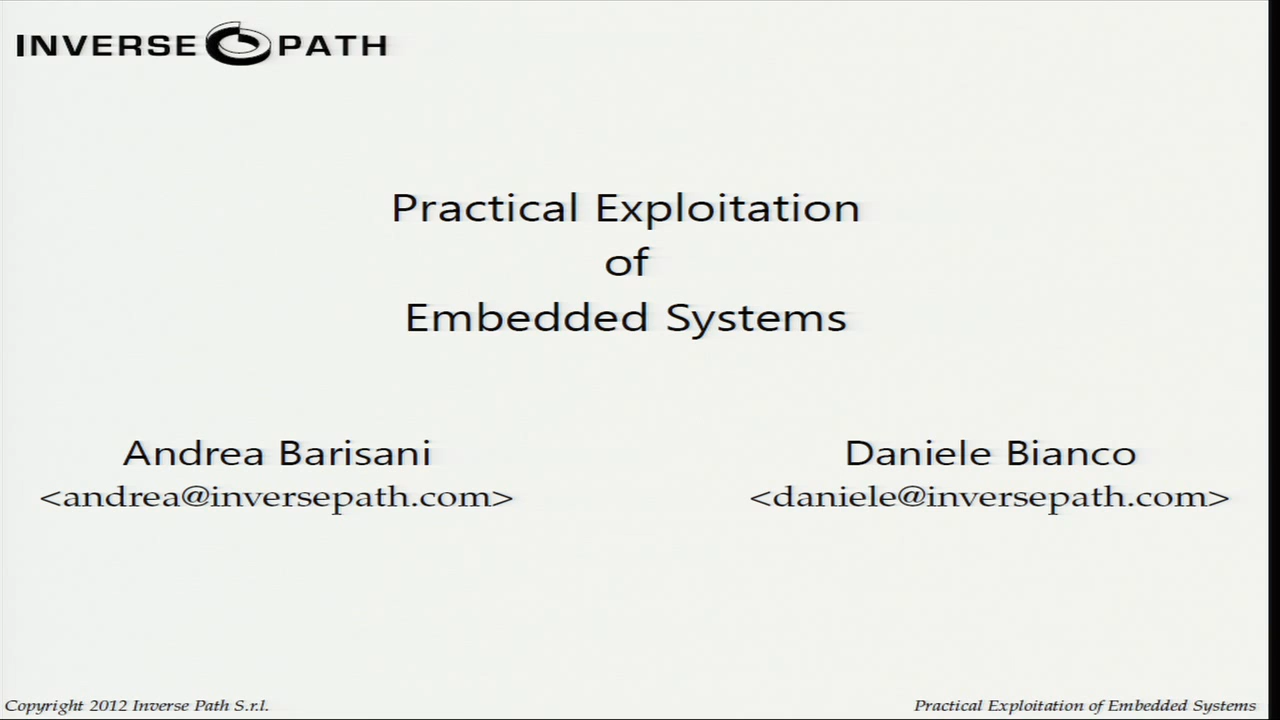 INVERSE PATH
Practical Exploitation
of
Embedded Systems
Andrea Barisani
<andrea@inversepath.com>
Daniele Bianco
<daniele@inversepath.com>
Copyright 2012 Inverse Path S.r.l.
Practical Exploitation of Embedded Systems